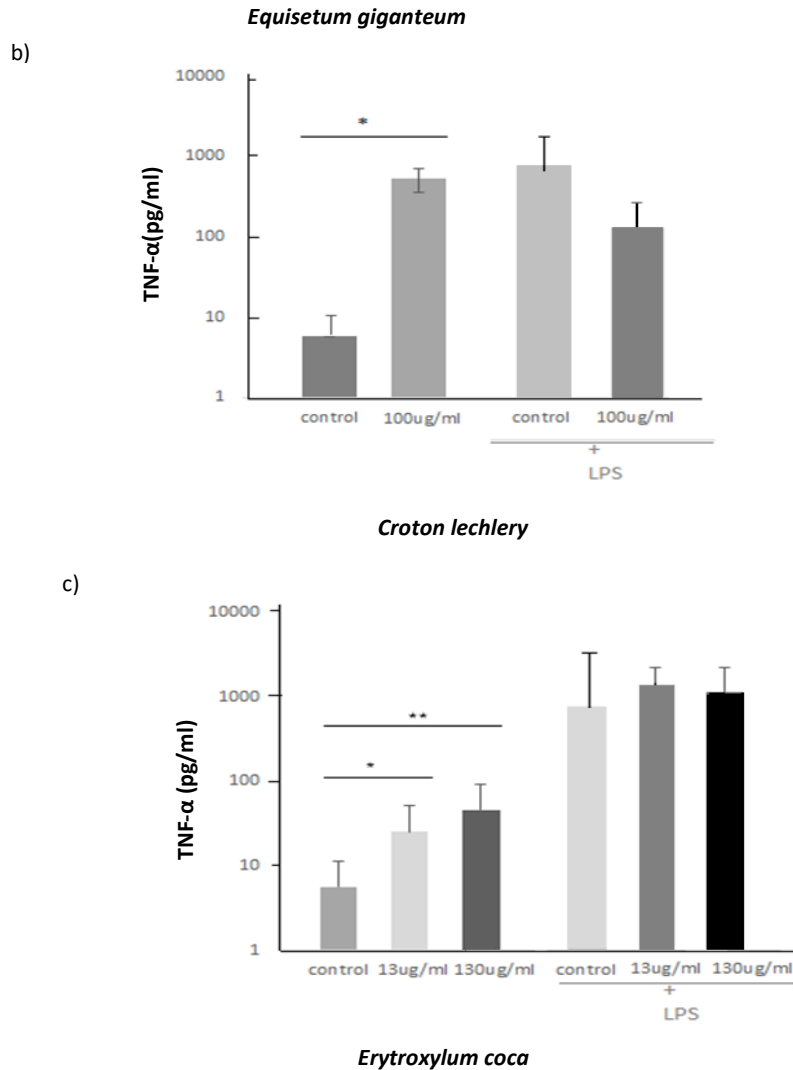 Equisetum giganteum
b)
10000
1000
100
10
1
TNF-α(pg/ml)
*
control 100ug/ml control 100ug/ml
+
LPS
Croton lechlery
c)
10000
1000
100
10
1
TNF-α (pg/ml)
**
*
control 13ug/ml 130ug/ml control 13ug/ml 130ug/ml
+
LPS
Erytroxylum coca